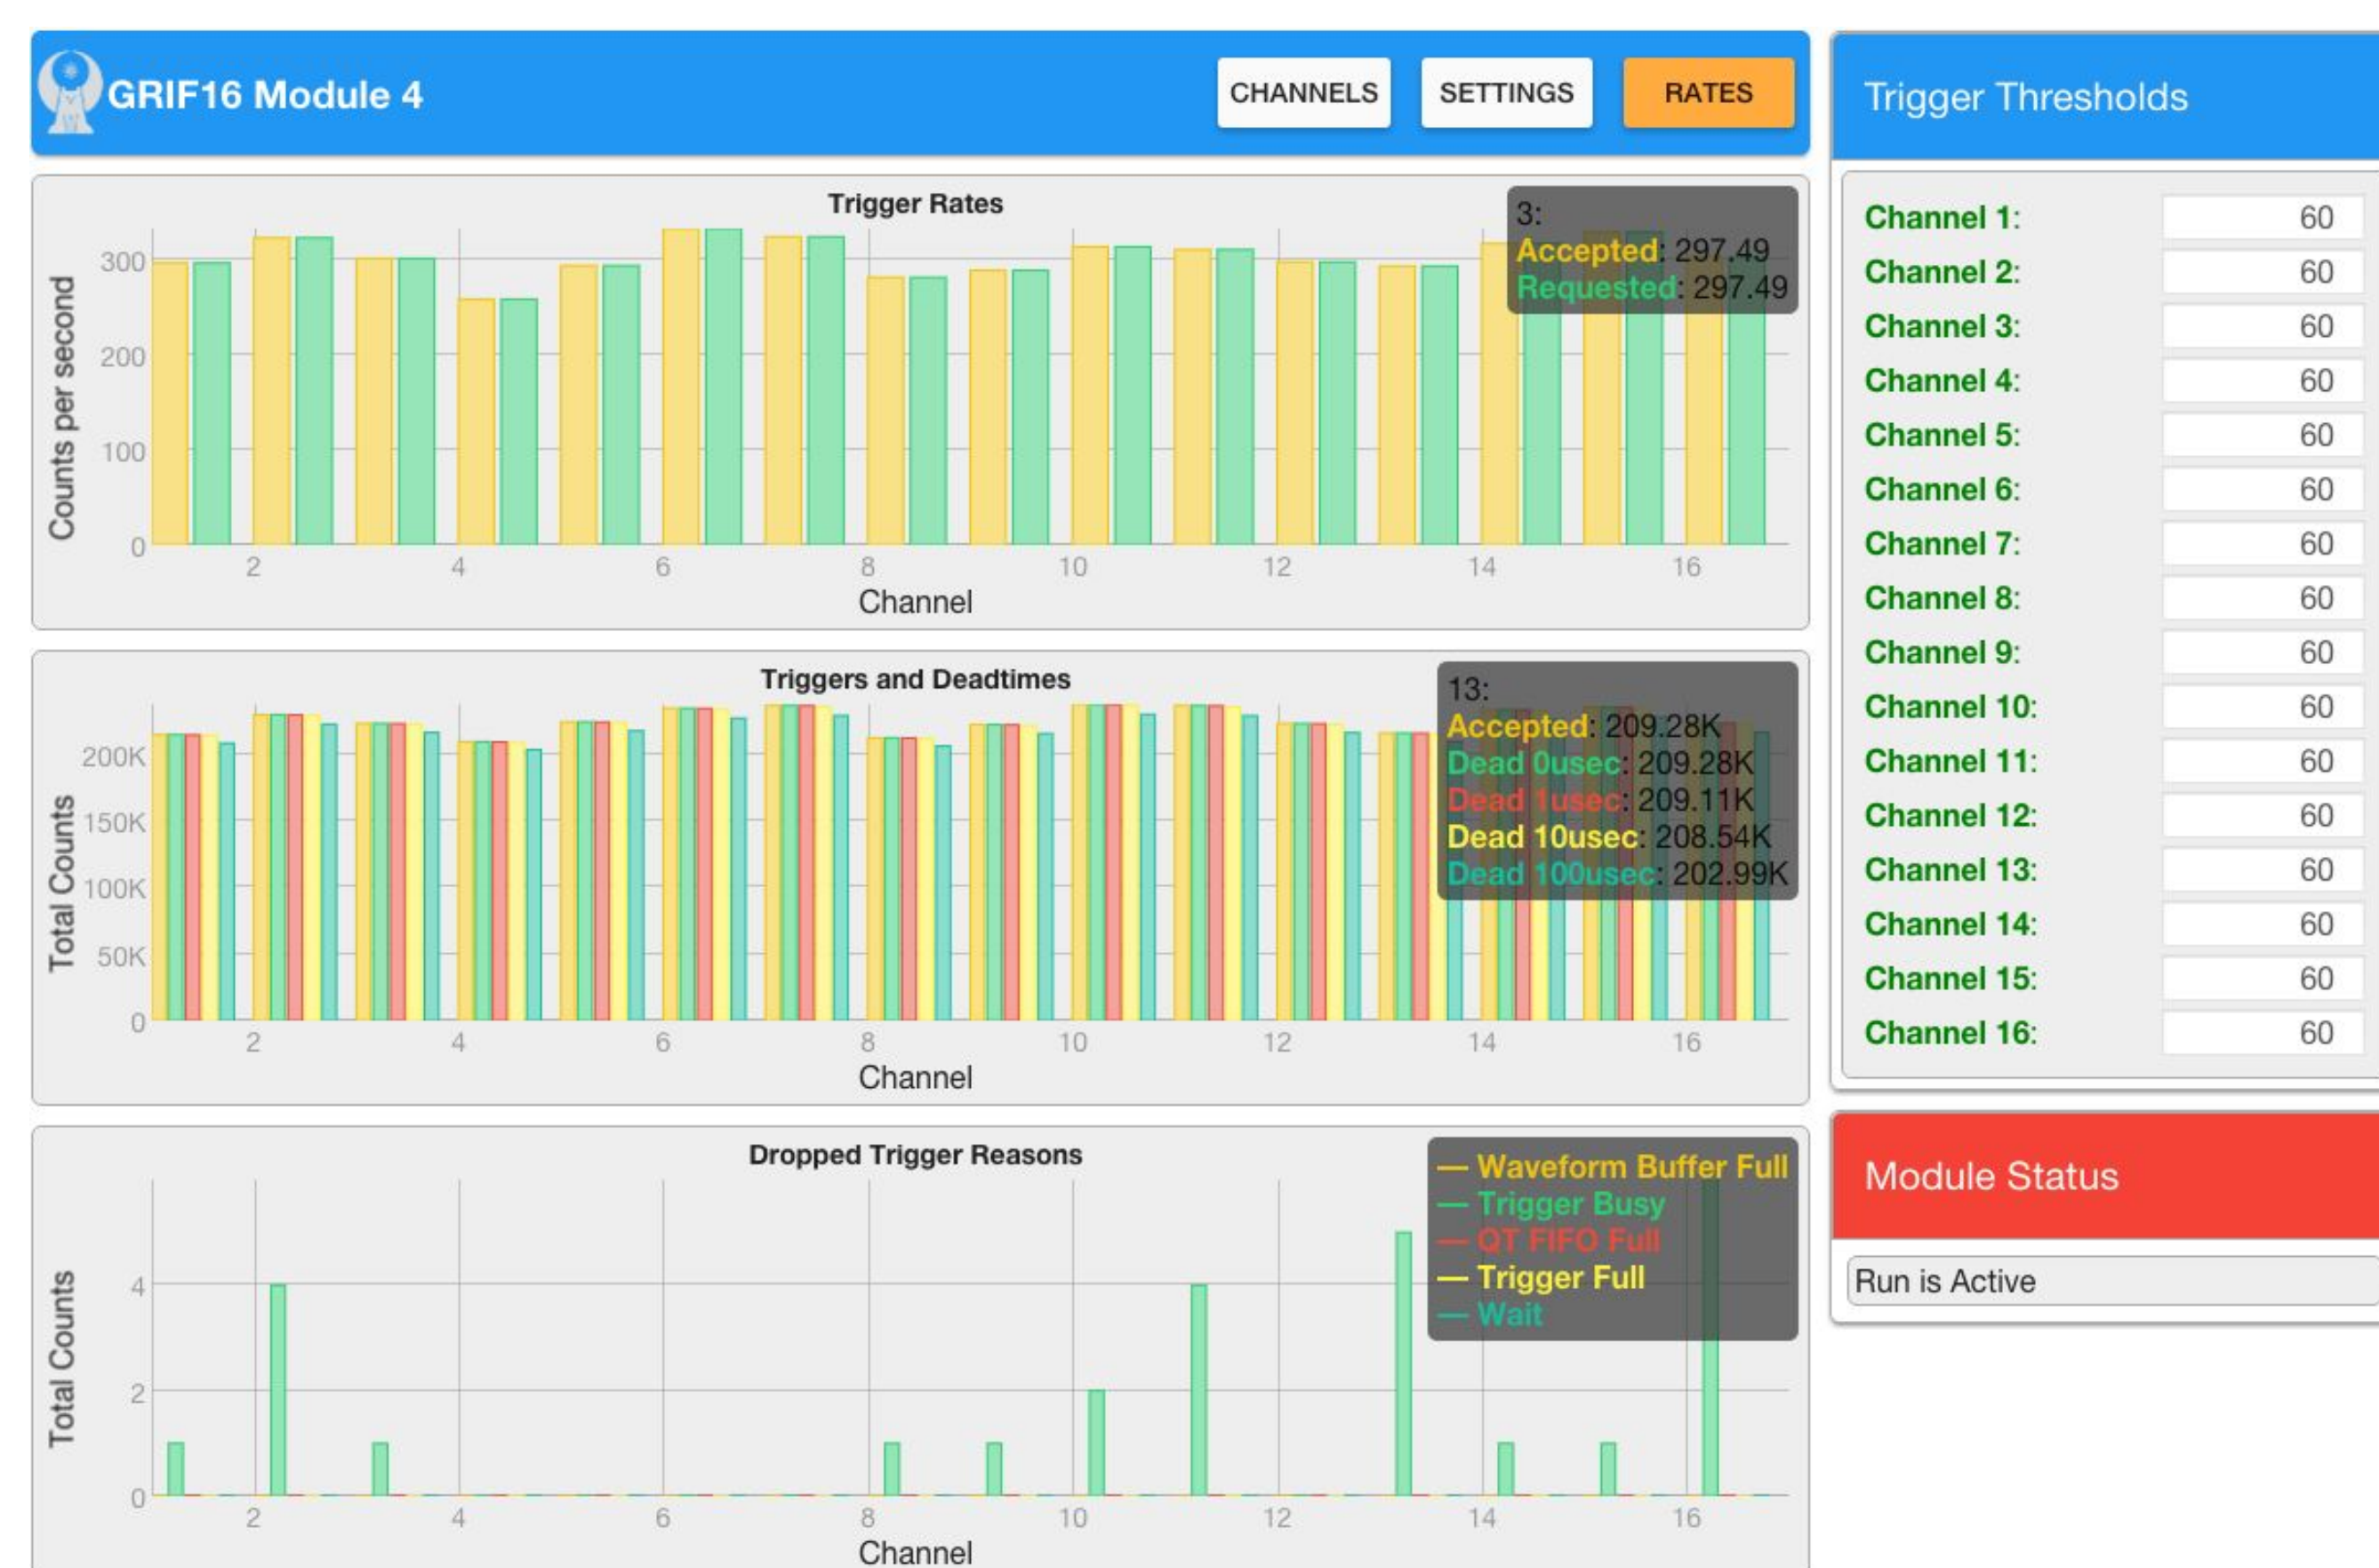 GRIF16 Module 4
CHANNELS
SETTINGS
RATES
Trigger Rates
3:
Accepted: 297.49
Requested: 297.49
Counts per second
300
200
100
0
2
4
6
8
10
12
14
16
Channel
Triggers and Deadtimes
13:
Accepted: 209.28K
Dead 0usec: 209.28K
Dead 1usec: 209.11K
Dead 10usec: 208.54K
Dead 100usec: 202.99K
Total Counts
200K
150K
100K
50K
0
2
4
6
8
10
12
14
16
Channel
Dropped Trigger Reasons
Waveform Buffer Full
Trigger Busy
QT FIFO Full
Trigger Full
Wait
Total Counts
4
2
0
2
4
6
8
10
12
14
16
Channel
Trigger Thresholds
Channel 1: 60
Channel 2: 60
Channel 3: 60
Channel 4: 60
Channel 5: 60
Channel 6: 60
Channel 7: 60
Channel 8: 60
Channel 9: 60
Channel 10: 60
Channel 11: 60
Channel 12: 60
Channel 13: 60
Channel 14: 60
Channel 15: 60
Channel 16: 60
Module Status
Run is Active